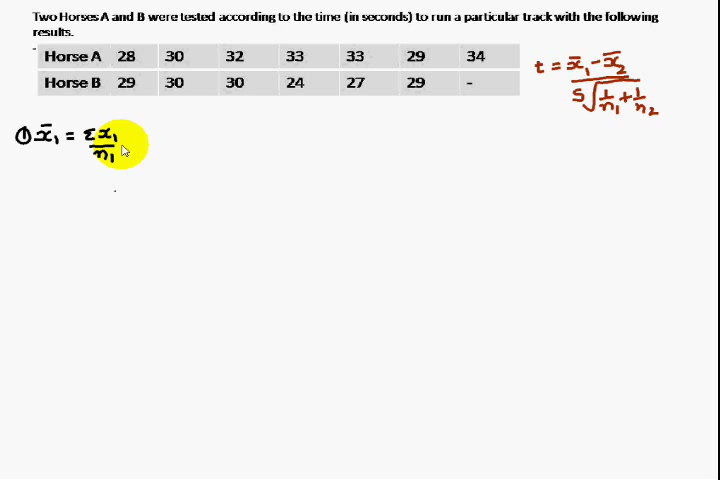 Two Horses A and B were tested according to the time (in seconds) to run a particular track with the following
results.
Horse A 28 30 32 33 33 29 34
Horse B 29 30 30 24 27 29 -
t = x̄₁ - x̄₂
S√(1/n₁ + 1/n₂)
① x̄₁ = Σx₁
n₁